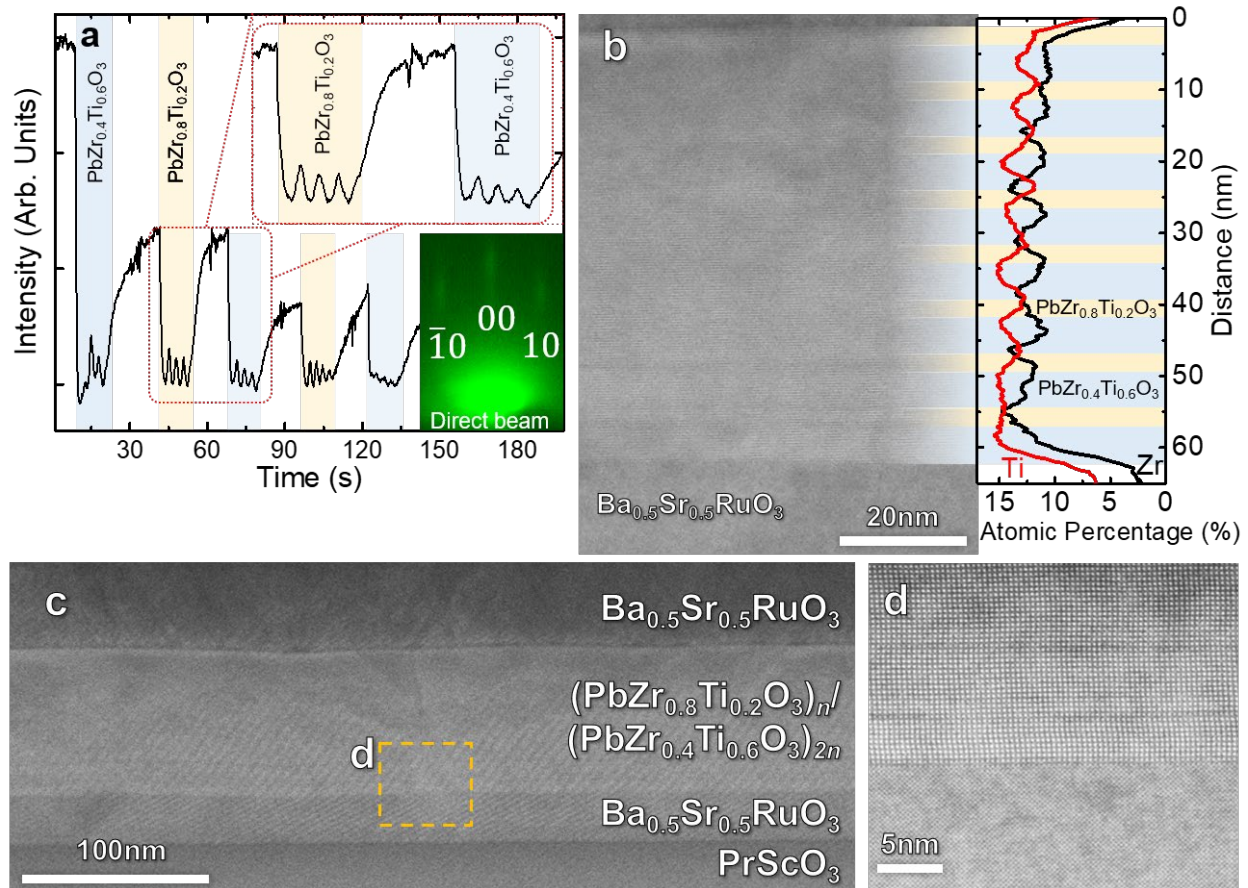 a
PbZr0.4Ti0.6O3
PbZr0.8Ti0.2O3
PbZr0.8Ti0.2O3
PbZr0.4Ti0.6O3
Intensity (Arb. Units)
1̄0
00
10
Direct beam
30 60 90 120 150 180
Time (s)
b
Ba0.5Sr0.5RuO3
20nm
0
10
20
30
40
50
60
Distance (nm)
PbZr0.8Ti0.2O3
PbZr0.4Ti0.6O3
Ti
Zr
15 10 5 0
Atomic Percentage (%)
c
Ba0.5Sr0.5RuO3
(PbZr0.8Ti0.2O3)n/
(PbZr0.4Ti0.6O3)2n
d
Ba0.5Sr0.5RuO3
100nm
PrScO3
d
5nm